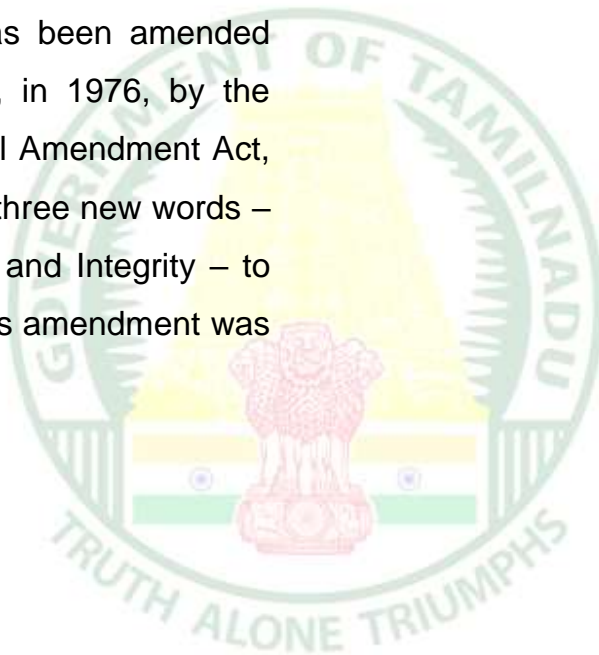 as been amended
, in 1976, by the
l Amendment Act,
three new words –
and Integrity – to
s amendment was
GOVERNMENT OF TAMILNADU
TRUTH ALONE TRIUMPHS